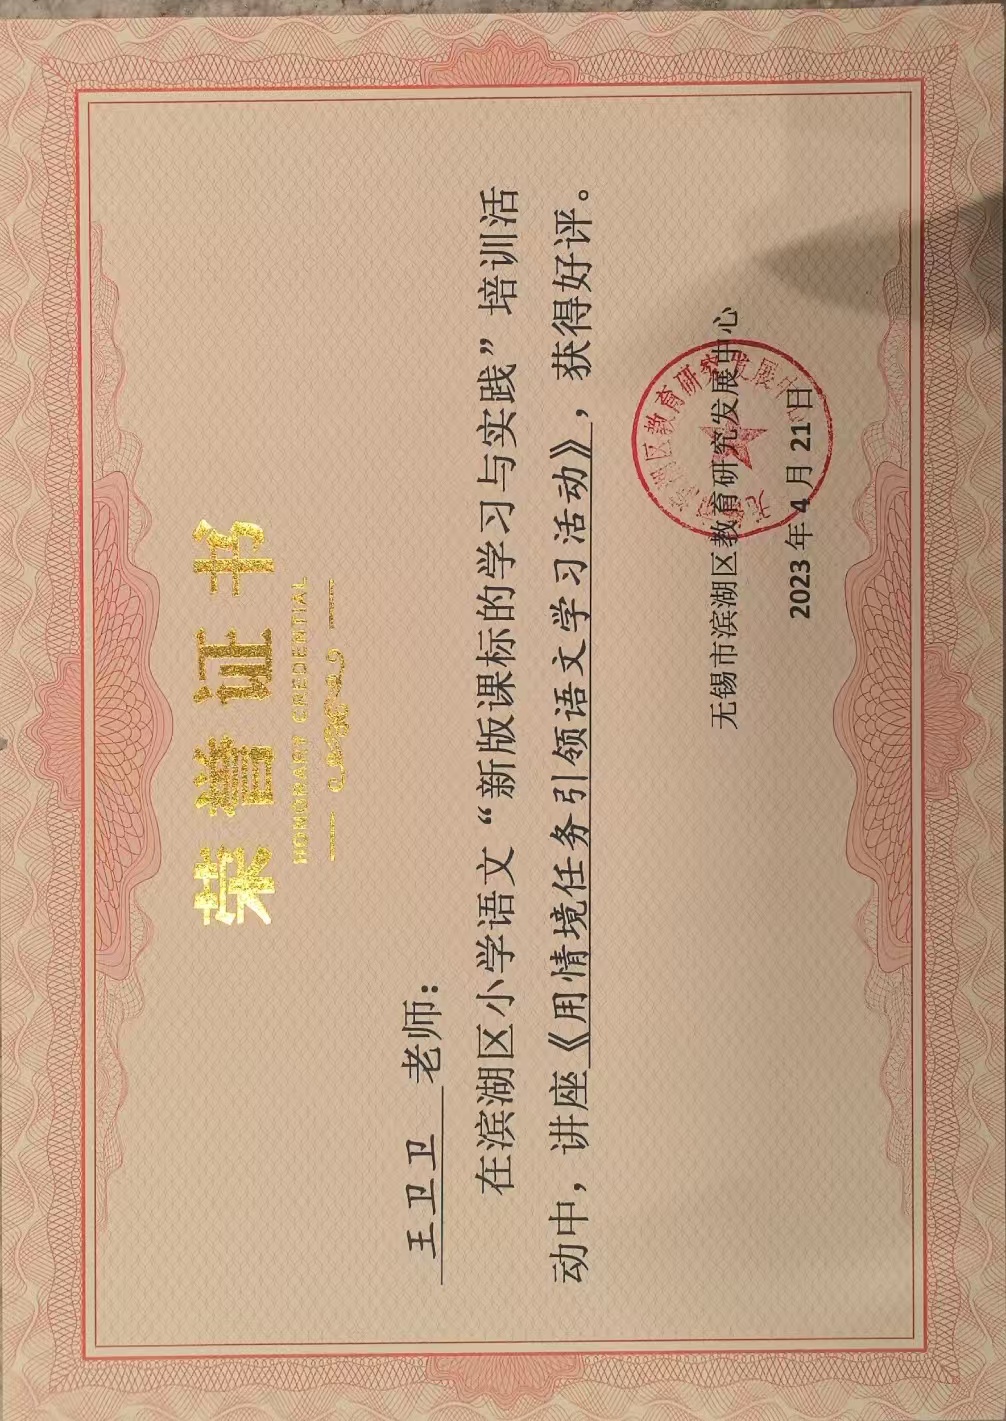 荣誉证书
HONORARY CREDENTIAL
王卫卫 老师：
在滨湖区小学语文“新版课标的学习与实践”培训活
动中，讲座《用情境任务引领语文学习活动》，获得好评。
无锡市滨湖区教育研究发展中心
2023年4月21日